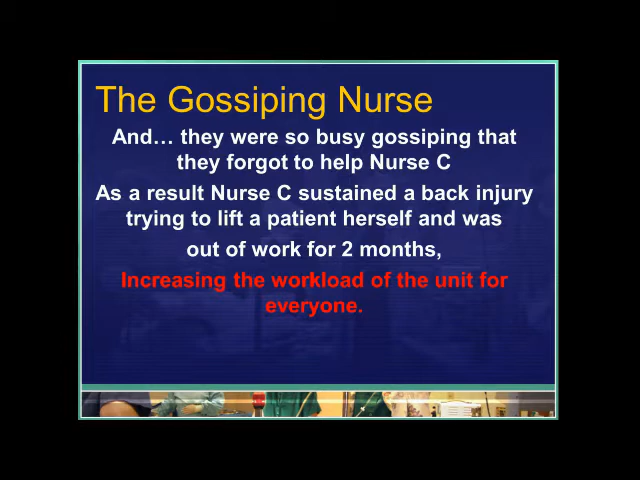 The Gossiping Nurse
And… they were so busy gossiping that
they forgot to help Nurse C
As a result Nurse C sustained a back injury
trying to lift a patient herself and was
out of work for 2 months,
Increasing the workload of the unit for
everyone.